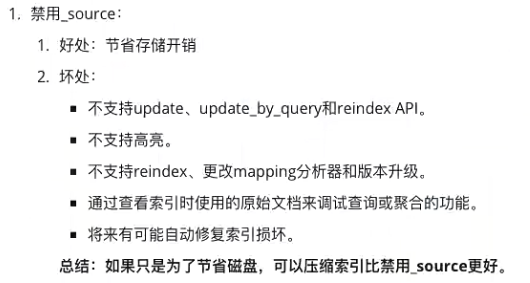 1. 禁用_source：
1. 好处：节省存储开销
2. 坏处：
▪ 不支持update、update_by_query和reindex API。
▪ 不支持高亮。
▪ 不支持reindex、更改mapping分析器和版本升级。
▪ 通过查看索引时使用的原始文档来调试查询或聚合的功能。
▪ 将来有可能自动修复索引损坏。
总结：如果只是为了节省磁盘，可以压缩索引比禁用_source更好。